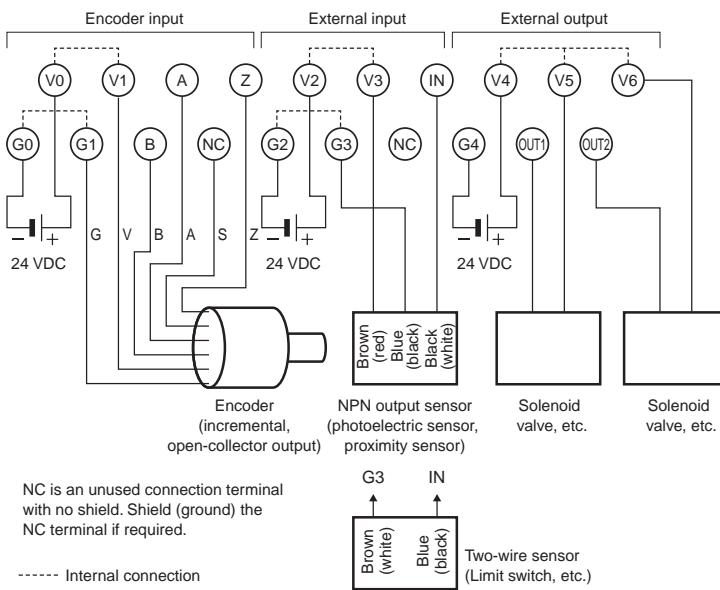 Encoder input
External input
External output
V0
V1
A
Z
V2
V3
IN
V4
V5
V6
G0
G1
B
NC
G2
G3
NC
G4
OUT1
OUT2
G
V
B
A
S
Z
– +
24 VDC
– +
24 VDC
– +
24 VDC
Brown
(red)
Blue
(black)
Black
(white)
Encoder
(incremental,
open-collector output)
NPN output sensor
(photoelectric sensor,
proximity sensor)
Solenoid
valve, etc.
Solenoid
valve, etc.
NC is an unused connection terminal
with no shield. Shield (ground) the
NC terminal if required.
Internal connection
G3
IN
Brown
(white)
Blue
(black)
Two-wire sensor
(Limit switch, etc.)